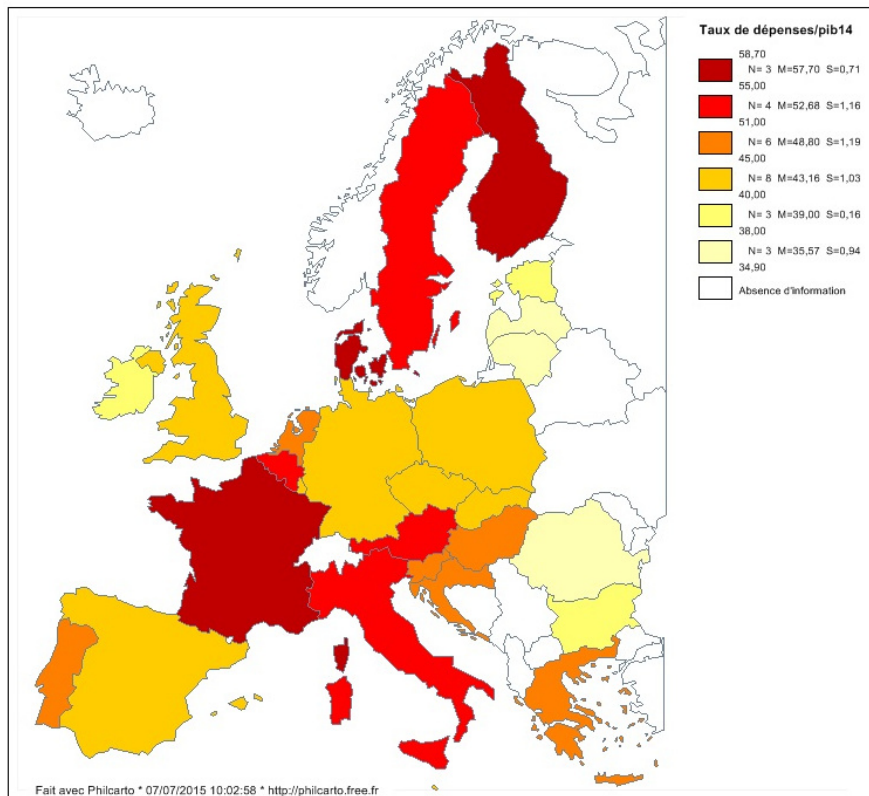 Taux de dépenses/pib14
58,70
N= 3 M=57,70 S=0,71
55,00
N= 4 M=52,68 S=1,16
51,00
N= 6 M=48,80 S=1,19
45,00
N= 8 M=43,16 S=1,03
40,00
N= 3 M=39,00 S=0,16
38,00
N= 3 M=35,57 S=0,94
34,90
Absence d'information
Fait avec Philcarto * 07/07/2015 10:02:58 * http://philcarto.free.fr